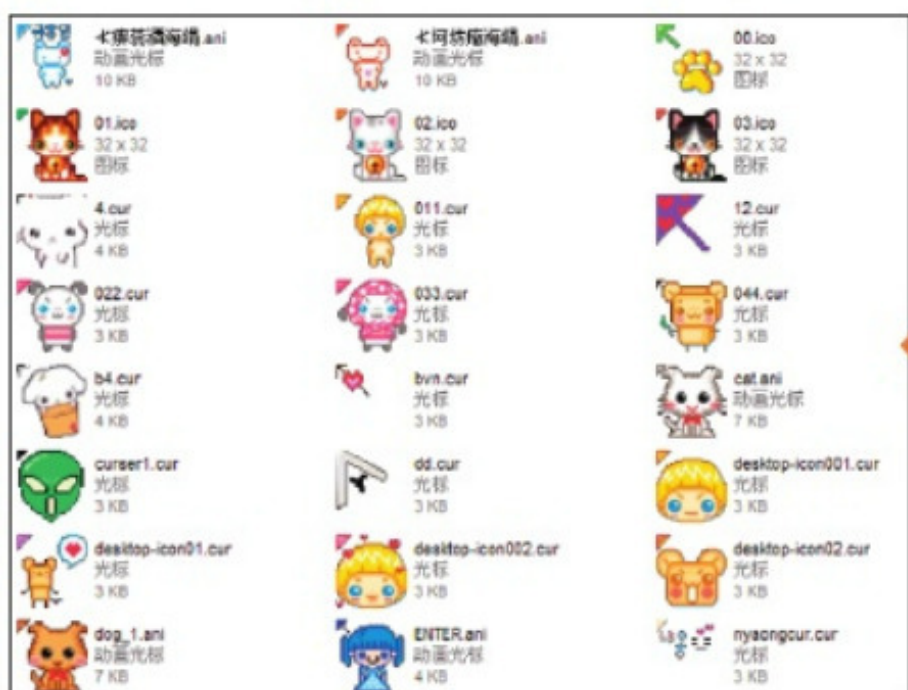 .ani
动画光标
10 KB
.ani
动画光标
10 KB
00.ico
32 x 32
图标
01.ico
32 x 32
图标
02.ico
32 x 32
图标
03.ico
32 x 32
图标
4.cur
光标
4 KB
011.cur
光标
3 KB
12.cur
光标
3 KB
022.cur
光标
3 KB
033.cur
光标
3 KB
044.cur
光标
3 KB
b4.cur
光标
4 KB
bvn.cur
光标
3 KB
cat.ani
动画光标
7 KB
curser1.cur
光标
3 KB
dd.cur
光标
3 KB
desktop-icon001.cur
光标
3 KB
desktop-icon01.cur
光标
3 KB
desktop-icon002.cur
光标
3 KB
desktop-icon02.cur
光标
3 KB
dog_1.ani
动画光标
7 KB
ENTER.ani
动画光标
4 KB
nyaongcur.cur
光标
3 KB